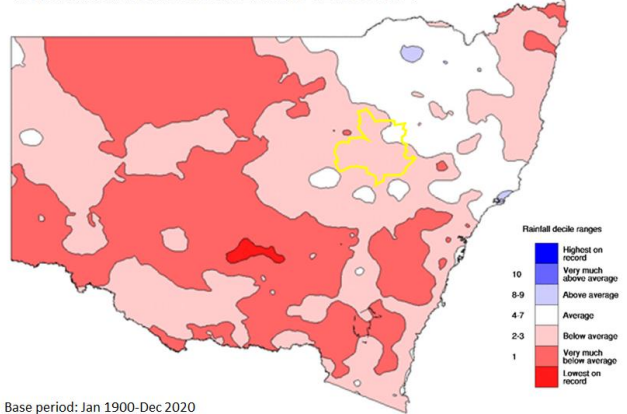 Rainfall decile ranges
Highest on
record
10 Very much
above average
8-9 Above average
4-7 Average
2-3 Below average
1 Very much
below average
Lowest on
record
Base period: Jan 1900-Dec 2020